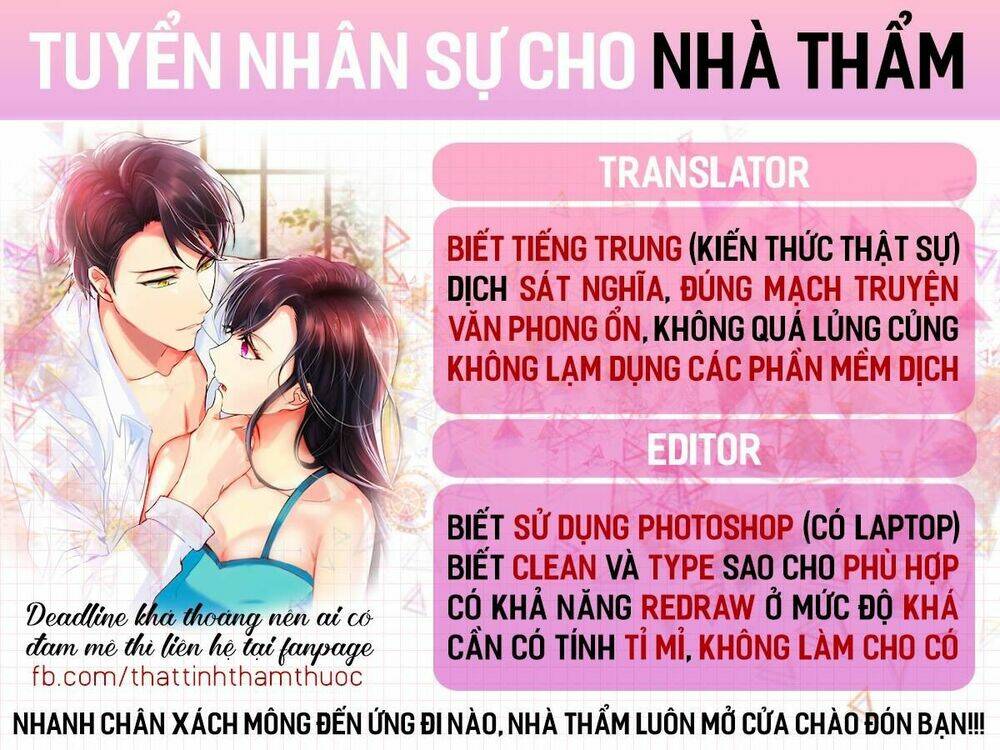 TUYỂN NHÂN SỰ CHO NHÀ THẨM
TRANSLATOR
BIẾT TIẾNG TRUNG (KIẾN THỨC THẬT SỰ)
DỊCH SÁT NGHĨA, ĐÚNG MẠCH TRUYỆN
VĂN PHONG ỔN, KHÔNG QUÁ LỦNG CỦNG
KHÔNG LẠM DỤNG CÁC PHẦN MỀM DỊCH
EDITOR
BIẾT SỬ DỤNG PHOTOSHOP (CÓ LAPTOP)
BIẾT CLEAN VÀ TYPE SAO CHO PHÙ HỢP
CÓ KHẢ NĂNG REDRAW Ở MỨC ĐỘ KHÁ
CẦN CÓ TÍNH TỈ MỈ, KHÔNG LÀM CHO CÓ
Deadline khá thoáng nên ai có
đam mê thì liên hệ tại fanpage
fb.com/thattinhthamthuoc
NHANH CHÂN XÁCH MÔNG ĐẾN ỨNG ĐI NÀO, NHÀ THẨM LUÔN MỞ CỬA CHÀO ĐÓN BẠN!!!